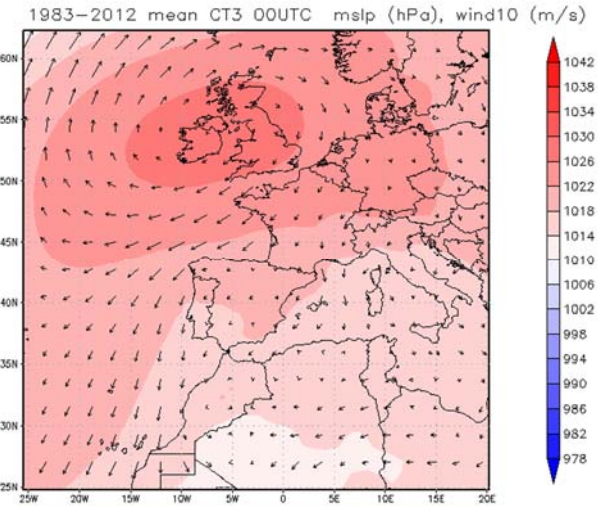 1983-2012 mean CT3 00UTC mslp (hPa), wind10 (m/s)
60N
55N
50N
45N
40N
35N
30N
25N
25W 20W 15W 10W 5W 0 5E 10E 15E 20E
1042
1038
1034
1030
1026
1022
1018
1014
1010
1006
1002
998
994
990
986
982
978